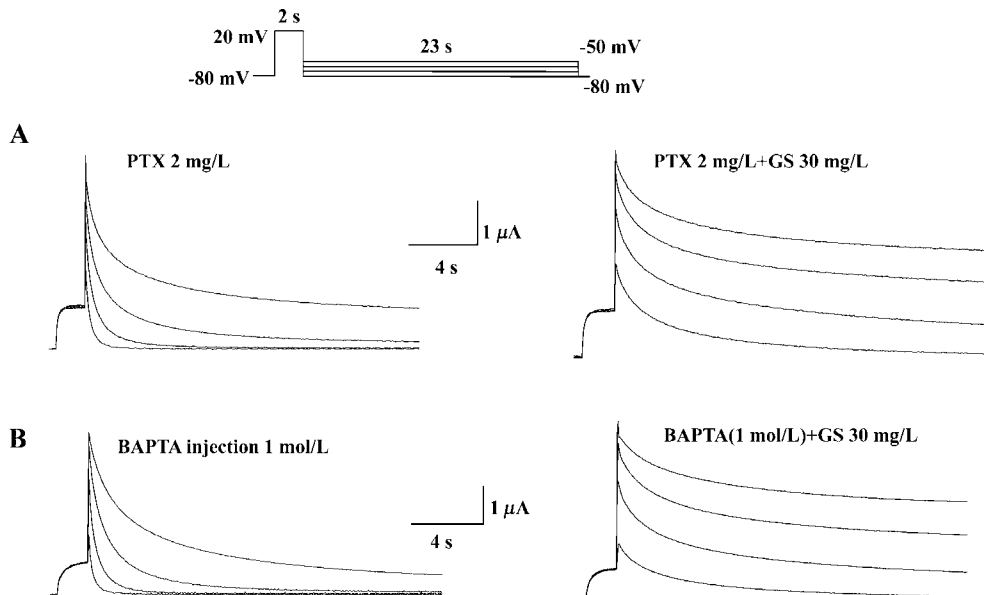 2 s
20 mV
23 s
-50 mV
-80 mV
-80 mV
A
PTX 2 mg/L
PTX 2 mg/L+GS 30 mg/L
1 μA
4 s
B
BAPTA injection 1 mol/L
BAPTA(1 mol/L)+GS 30 mg/L
1 μA
4 s